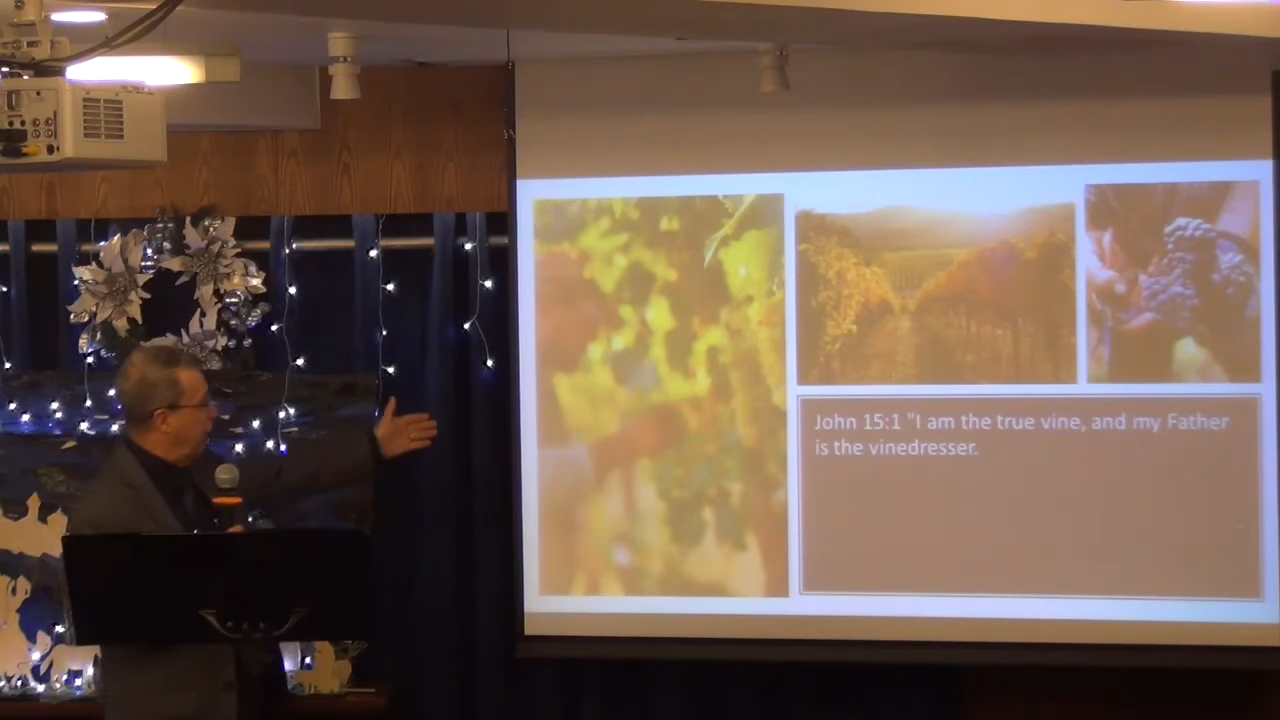 John 15:1 "I am the true vine, and my Father
is the vinedresser.